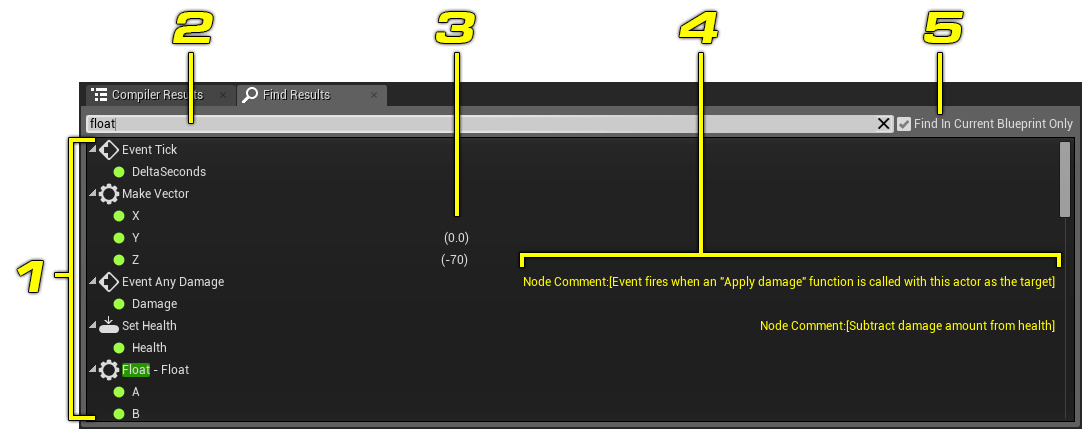 2 3 4 5
Compiler Results × Find Results ×
float Find In Current Blueprint Only
Event Tick
DeltaSeconds
Make Vector
X
Y (0.0)
Z (-70)
1
Event Any Damage Node Comment:[Event fires when an "Apply damage" function is called with this actor as the target]
Damage
Set Health Node Comment:[Subtract damage amount from health]
Health
Float - Float
A
B